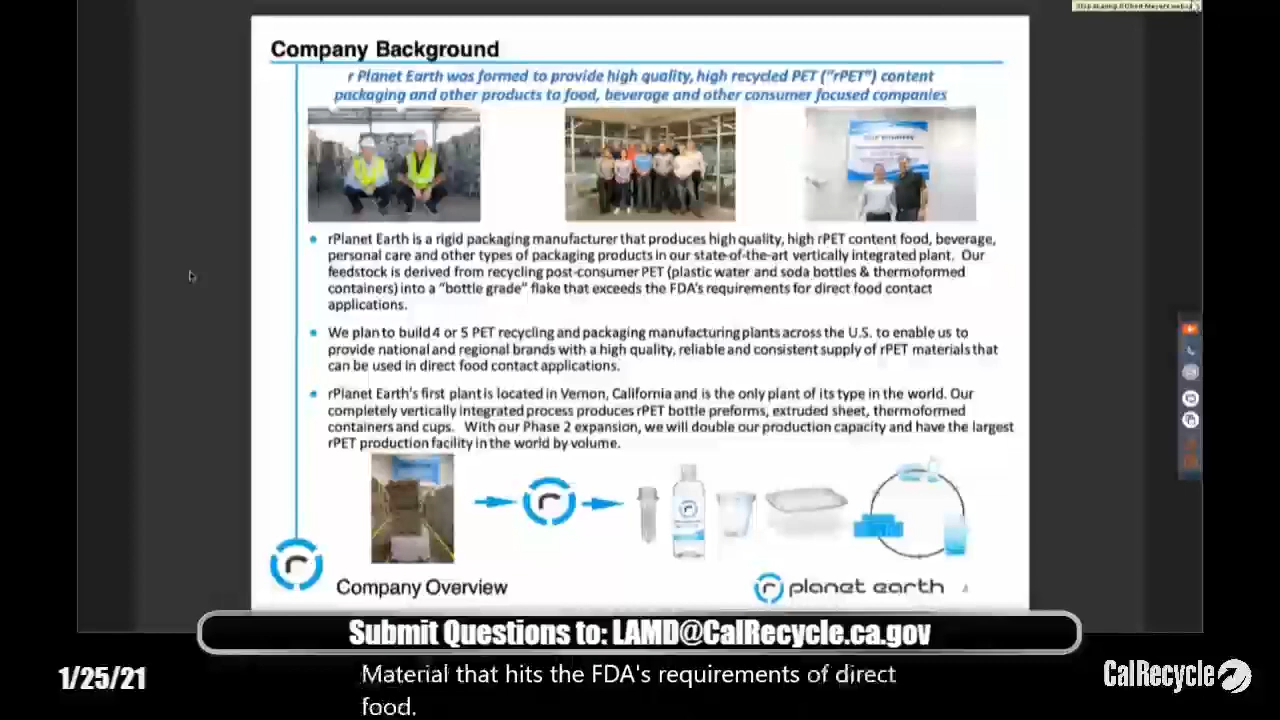 Company Background
r Planet Earth was formed to provide high quality, high recycled PET ("rPET") content
packaging and other products to food, beverage and other consumer focused companies
rPlanet Earth is a rigid packaging manufacturer that produces high quality, high rPET content food, beverage,
personal care and other types of packaging products in our state-of-the-art vertically integrated plant. Our
feedstock is derived from recycling post-consumer PET (plastic water and soda bottles & thermoformed
containers) into a "bottle grade" flake that exceeds the FDA's requirements for direct food contact
applications.
We plan to build 4 or 5 PET recycling and packaging manufacturing plants across the U.S. to enable us to
provide national and regional brands with a high quality, reliable and consistent supply of rPET materials that
can be used in direct food contact applications.
rPlanet Earth's first plant is located in Vernon, California and is the only plant of its type in the world. Our
completely vertically integrated process produces rPET bottle preforms, extruded sheet, thermoformed
containers and cups. With our Phase 2 expansion, we will double our production capacity and have the largest
rPET production facility in the world by volume.
r
r
Company Overview
r planet earth 4
Submit Questions to: LAMD@CalRecycle.ca.gov
1/25/21
Material that hits the FDA's requirements of direct
food.
CalRecycle